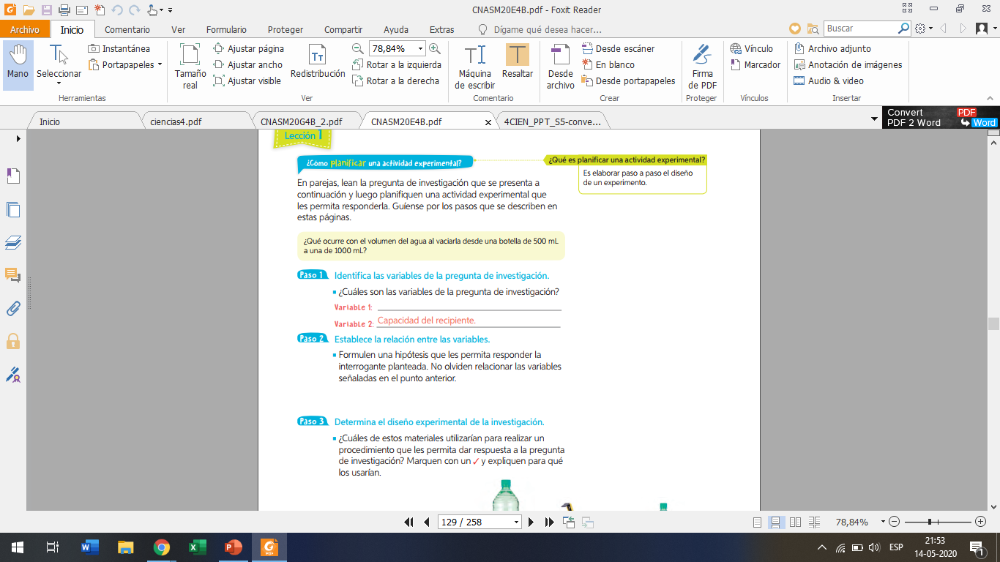 CNASM20E4B.pdf - Foxit Reader
Archivo Inicio Comentario Ver Formulario Proteger Compartir Ayuda Extras Dígame qué desea hacer... Buscar
Mano
Seleccionar
Instantánea
Portapapeles
Herramientas
Tamaño
real
Ajustar página
Ajustar ancho
Ajustar visible
Redistribución
78,84%
Rotar a la izquierda
Rotar a la derecha
Ver
Máquina
de escribir
Resaltar
Comentario
Desde
archivo
Desde escáner
En blanco
Desde portapapeles
Crear
Firma
de PDF
Proteger
Vínculo
Marcador
Vínculos
Archivo adjunto
Anotación de imágenes
Audio & video
Insertar
Inicio ciencias4.pdf CNASM20G4B_2.pdf CNASM20E4B.pdf 4CIEN_PPT_S5-conve...
Convert PDF
PDF 2 Word Word
Lección 1
¿Cómo planificar una actividad experimental?
¿Qué es planificar una actividad experimental?
Es elaborar paso a paso el diseño
de un experimento.
En parejas, lean la pregunta de investigación que se presenta a
continuación y luego planifiquen una actividad experimental que
les permita responderla. Guíense por los pasos que se describen en
estas páginas.
¿Qué ocurre con el volumen del agua al vaciarla desde una botella de 500 mL
a una de 1000 mL?
Paso 1 Identifica las variables de la pregunta de investigación.
¿Cuáles son las variables de la pregunta de investigación?
Variable 1:
Variable 2: Capacidad del recipiente.
Paso 2 Establece la relación entre las variables.
Formulen una hipótesis que les permita responder la
interrogante planteada. No olviden relacionar las variables
señaladas en el punto anterior.
Paso 3 Determina el diseño experimental de la investigación.
¿Cuáles de estos materiales utilizarían para realizar un
procedimiento que les permita dar respuesta a la pregunta
de investigación? Marquen con un ✓ y expliquen para qué
los usarían.
129 / 258
78,84%
ESP
21:53
14-05-2020
1